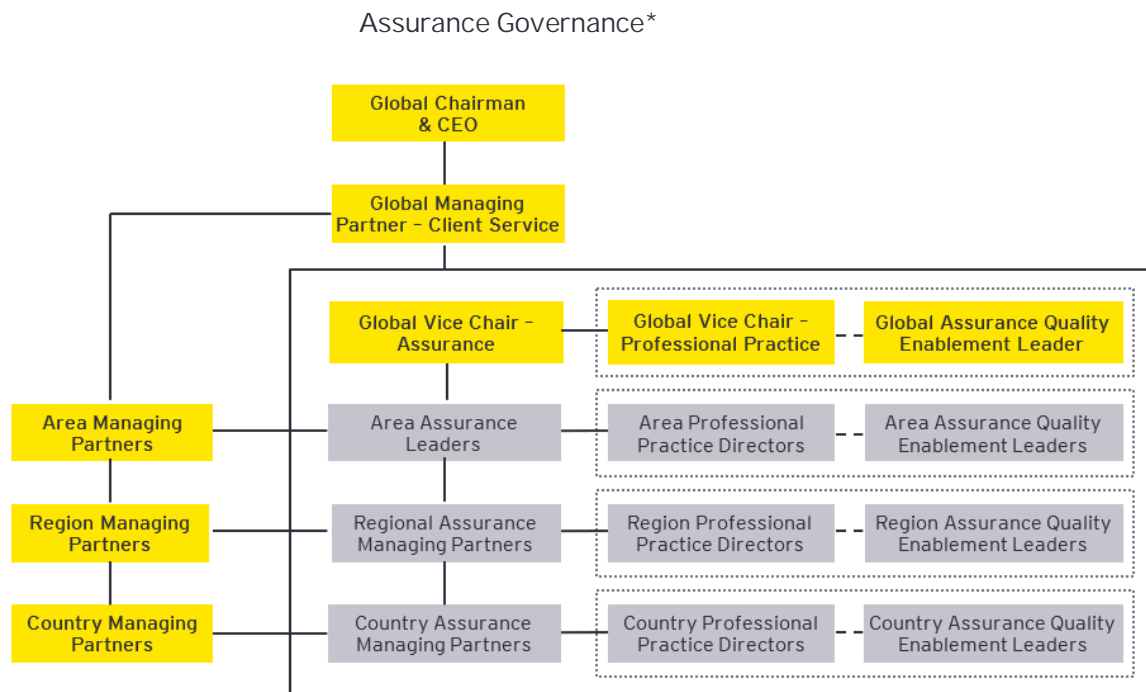 Assurance Governance*
Global Chairman
& CEO
Global Managing
Partner – Client Service
Global Vice Chair –
Assurance
Global Vice Chair –
Professional Practice
Global Assurance Quality
Enablement Leader
Area Managing
Partners
Area Assurance
Leaders
Area Professional
Practice Directors
Area Assurance Quality
Enablement Leaders
Region Managing
Partners
Regional Assurance
Managing Partners
Region Professional
Practice Directors
Region Assurance Quality
Enablement Leaders
Country Managing
Partners
Country Assurance
Managing Partners
Country Professional
Practice Directors
Country Assurance Quality
Enablement Leaders